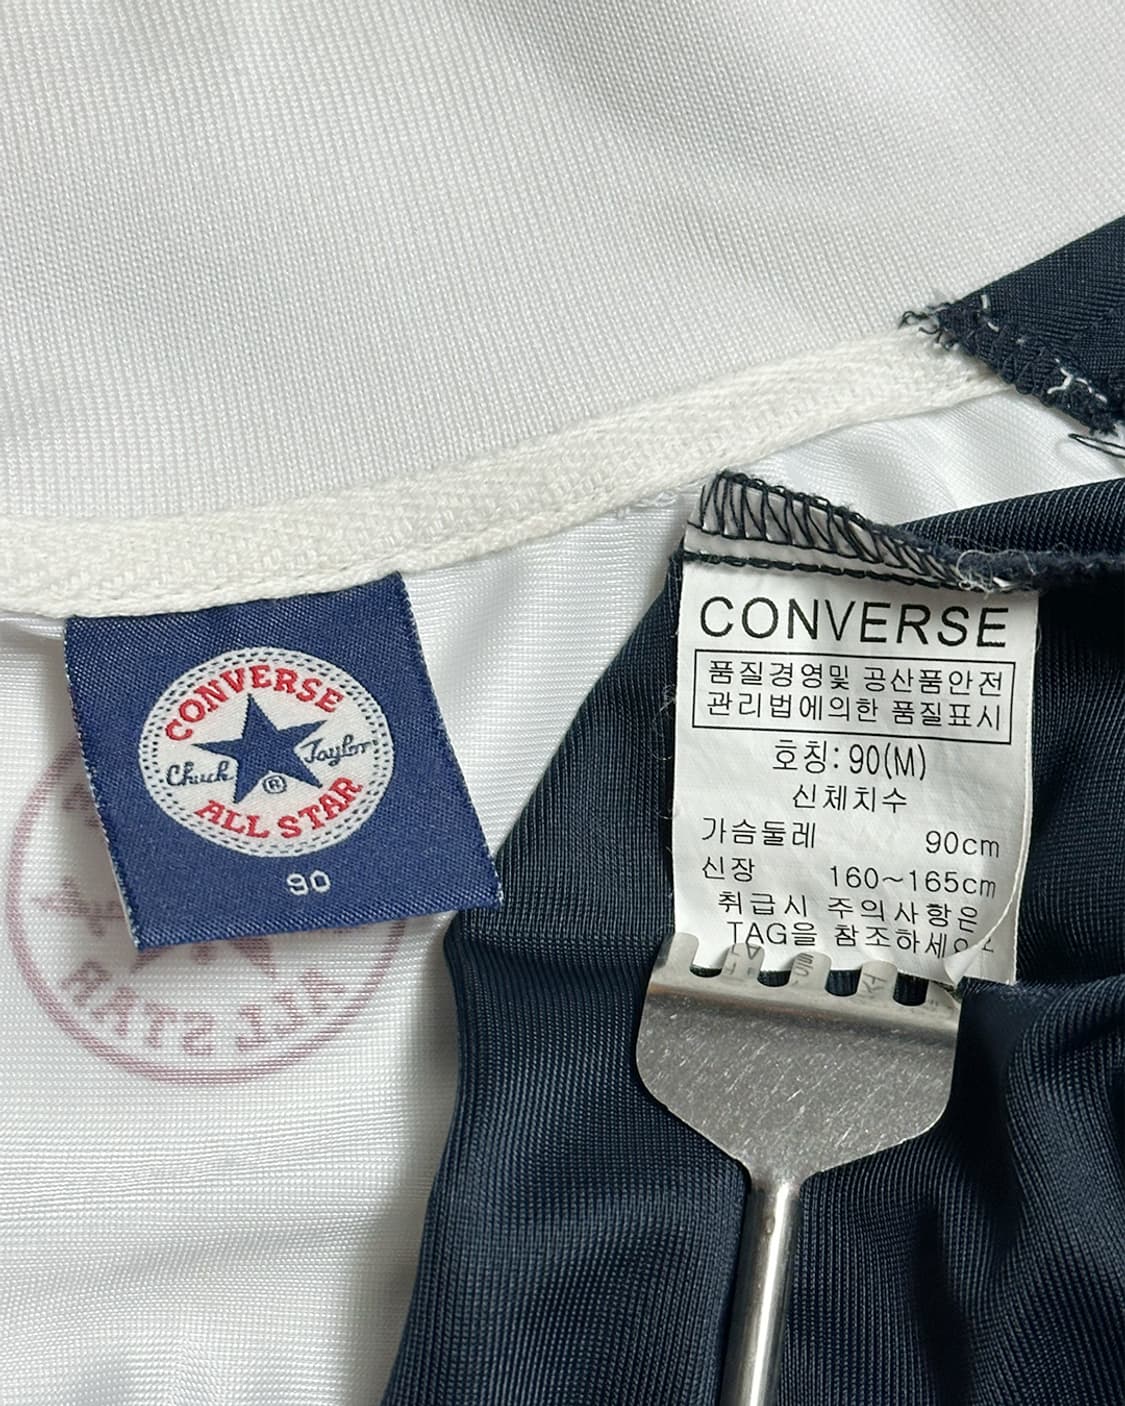 CONVERSE
Chuck Taylor
®
ALL STAR
90
ALL STAR
CONVERSE
품질경영및 공산품안전
관리법에의한 품질표시
호칭: 90(M)
신체치수
가슴둘레 90cm
신장 160~165cm
취급시 주의사항은
TAG을 참조하세요